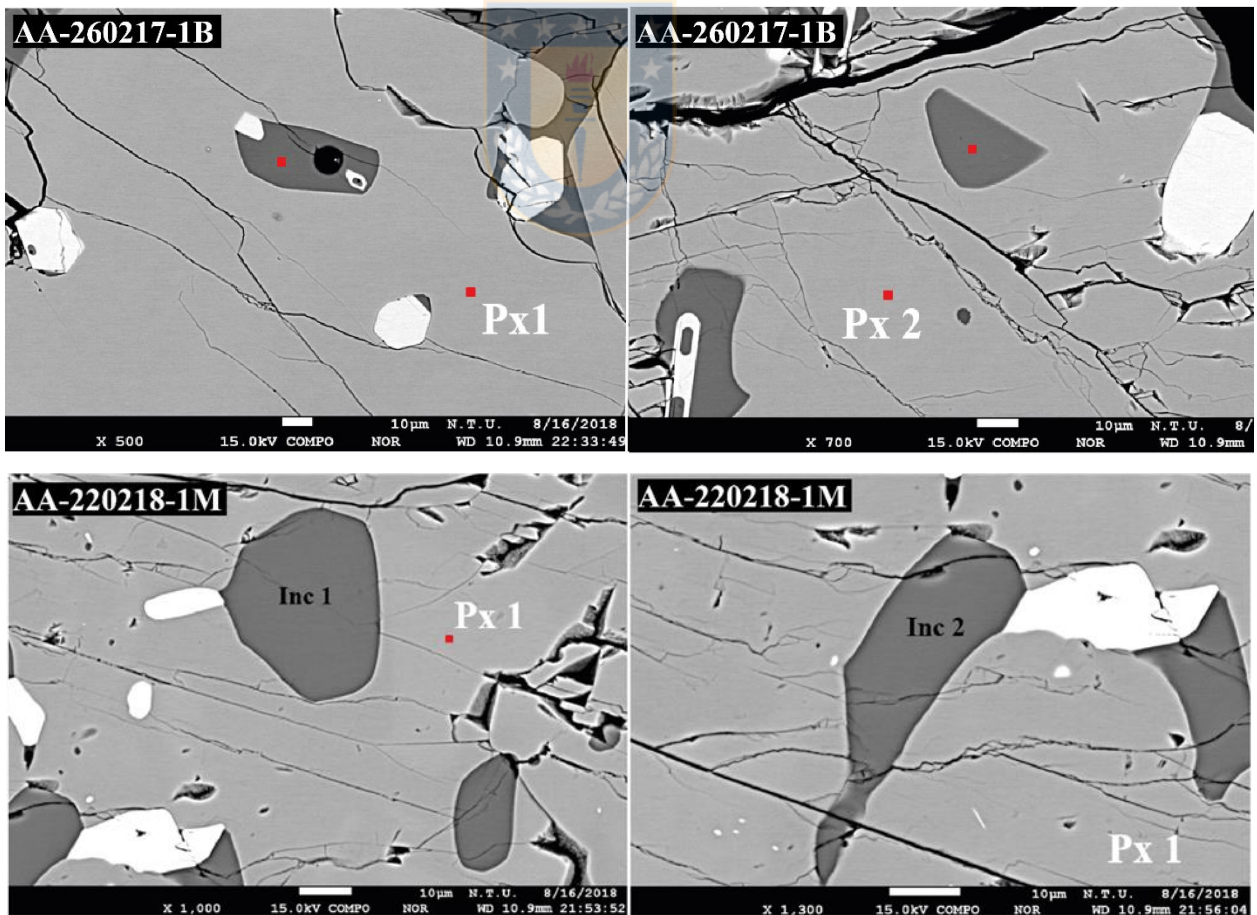 AA-260217-1B
Px1
10µm N.T.U. 8/16/2018
X 500 15.0kV COMPO NOR WD 10.9mm 22:33:49
AA-260217-1B
Px 2
10µm N.T.U. 8/
X 700 15.0kV COMPO NOR WD 10.9mm
AA-220218-1M
Inc 1
Px 1
10µm N.T.U. 8/16/2018
X 1,000 15.0kV COMPO NOR WD 10.9mm 21:53:52
AA-220218-1M
Inc 2
Px 1
10µm N.T.U. 8/16/2018
X 1,300 15.0kV COMPO NOR WD 10.9mm 21:56:04